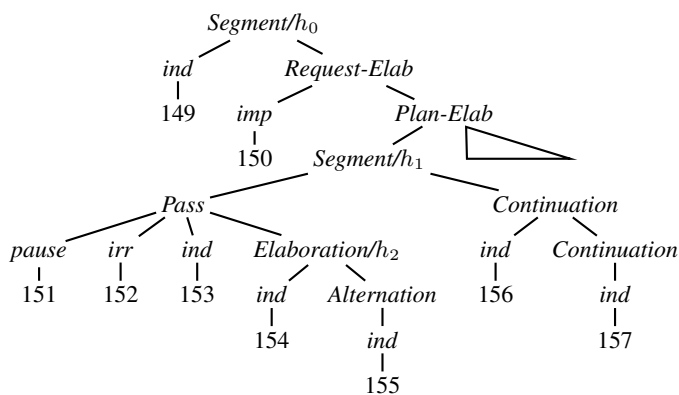 Segment/h₀
ind Request-Elab
149 imp Plan-Elab
150 Segment/h₁
Pass Continuation
pause irr ind Elaboration/h₂ ind Continuation
151 152 153 ind Alternation 156 ind
154 ind 157
155